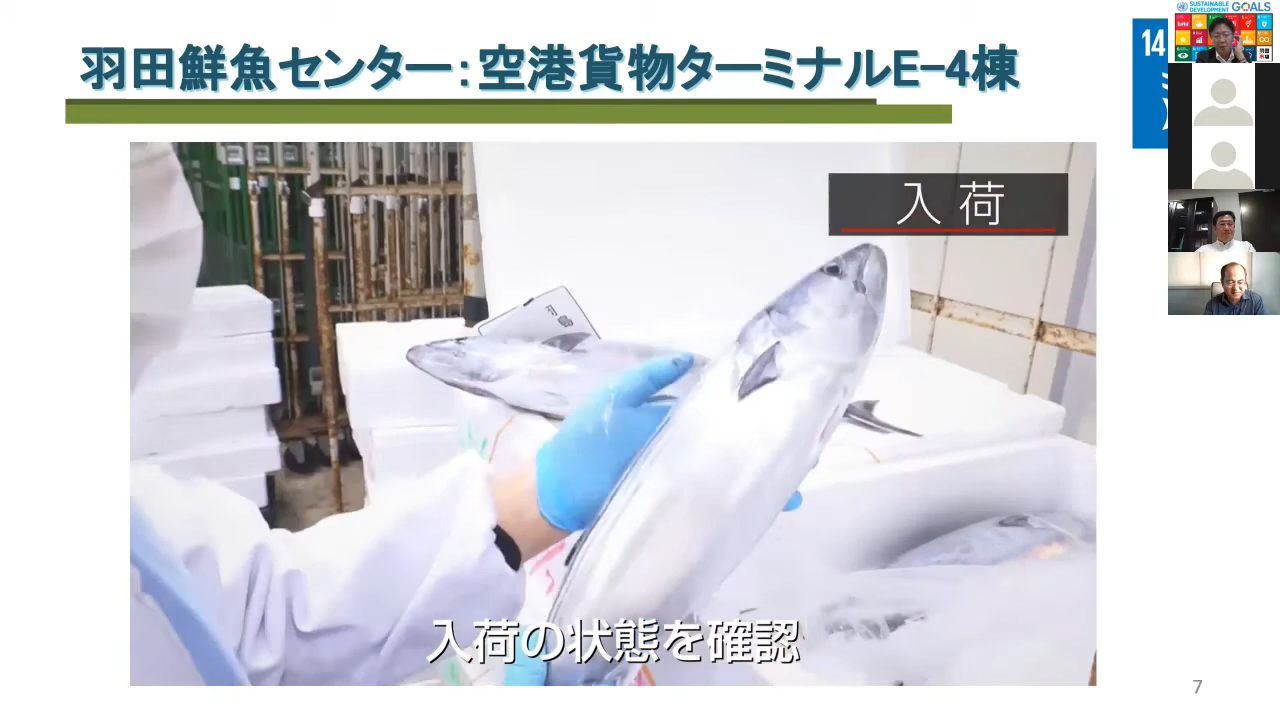 羽田鮮魚センター：空港貨物ターミナルE-4棟
SUSTAINABLE
DEVELOPMENT GOALS
14
入荷
入荷の状態を確認
7